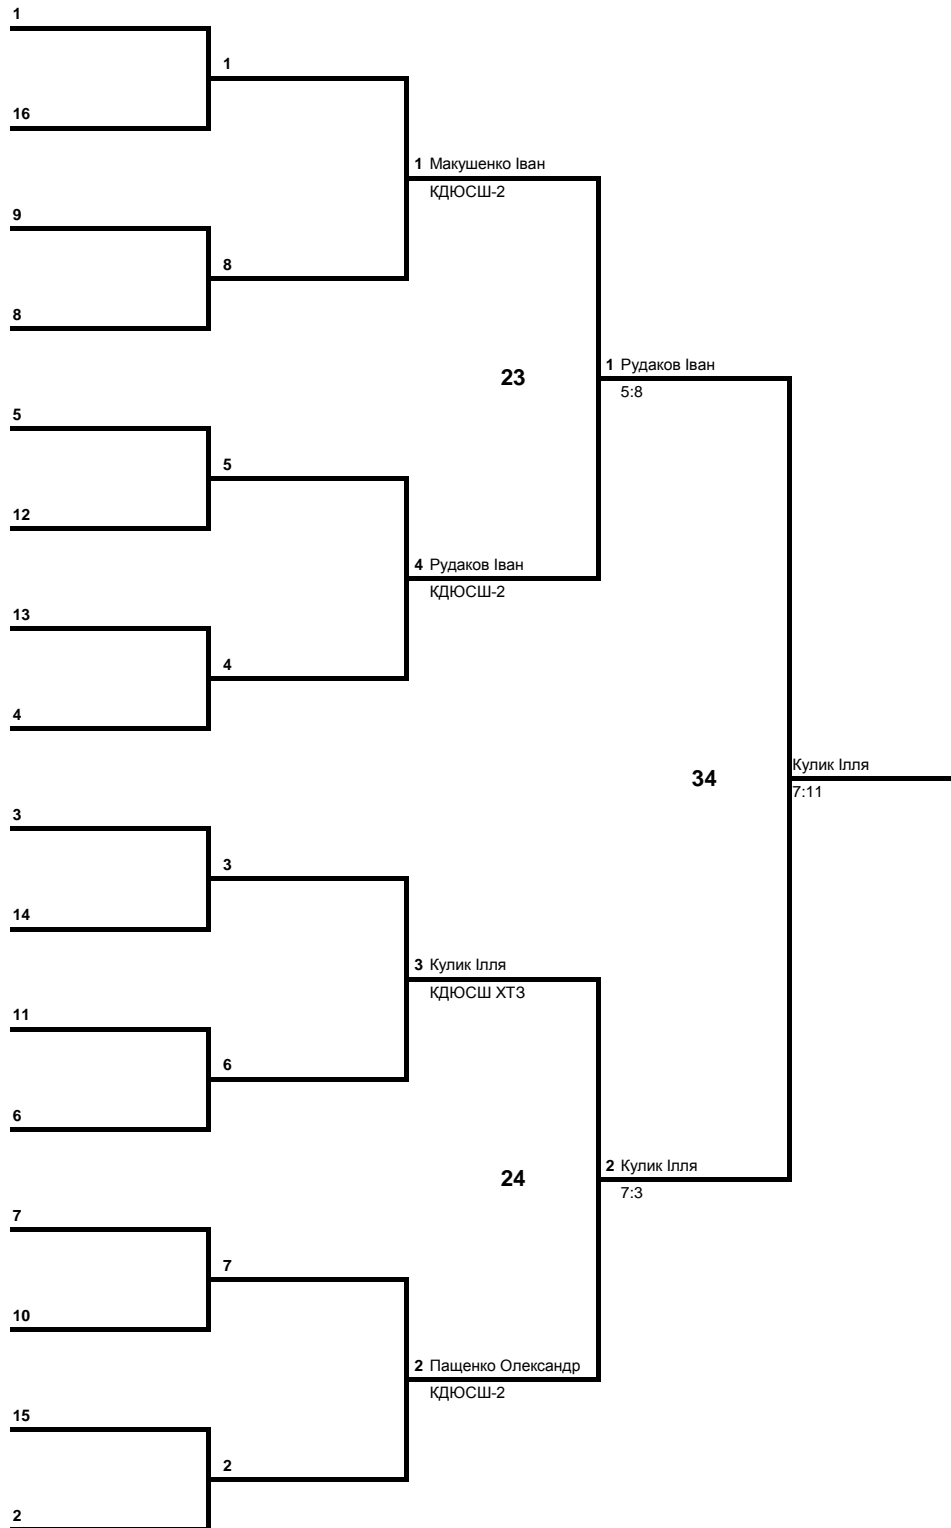 1
1
16
1 Макушенко Іван
КДЮСШ-2
9
8
8
1 Рудаков Іван
23
5:8
5
5
12
4 Рудаков Іван
КДЮСШ-2
13
4
4
Кулик Ілля
34
7:11
3
3
14
3 Кулик Ілля
КДЮСШ ХТЗ
11
6
6
2 Кулик Ілля
24
7:3
7
7
10
2 Пащенко Олександр
КДЮСШ-2
15
2
2